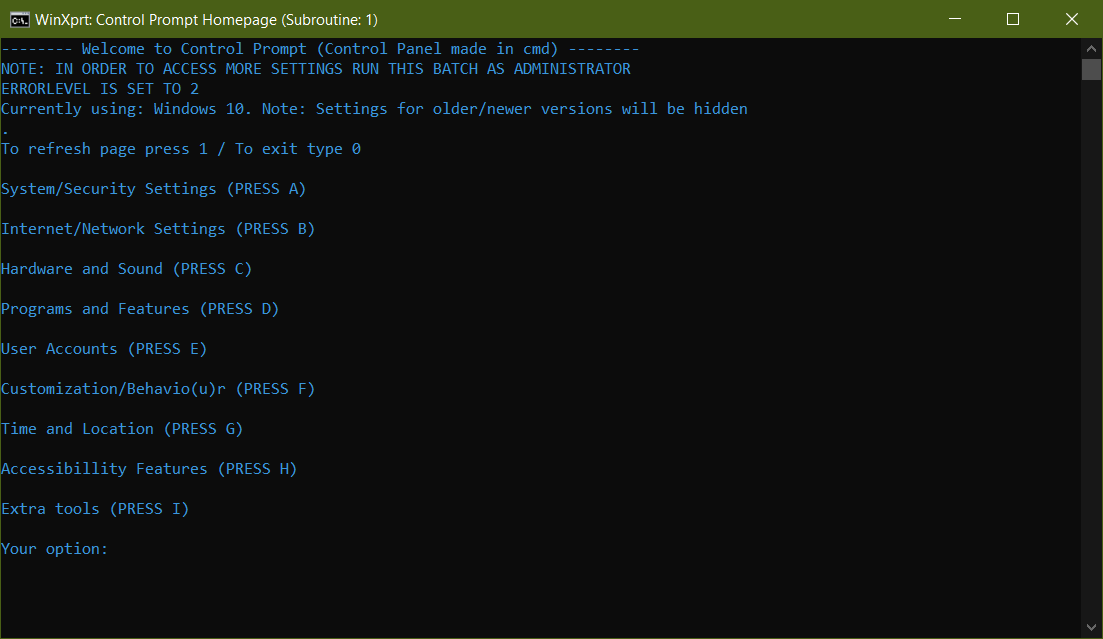 WinXprt: Control Prompt Homepage (Subroutine: 1)
-------- Welcome to Control Prompt (Control Panel made in cmd) --------
NOTE: IN ORDER TO ACCESS MORE SETTINGS RUN THIS BATCH AS ADMINISTRATOR
ERRORLEVEL IS SET TO 2
Currently using: Windows 10. Note: Settings for older/newer versions will be hidden
.
To refresh page press 1 / To exit type 0
System/Security Settings (PRESS A)
Internet/Network Settings (PRESS B)
Hardware and Sound (PRESS C)
Programs and Features (PRESS D)
User Accounts (PRESS E)
Customization/Behavio(u)r (PRESS F)
Time and Location (PRESS G)
Accessibillity Features (PRESS H)
Extra tools (PRESS I)
Your option: